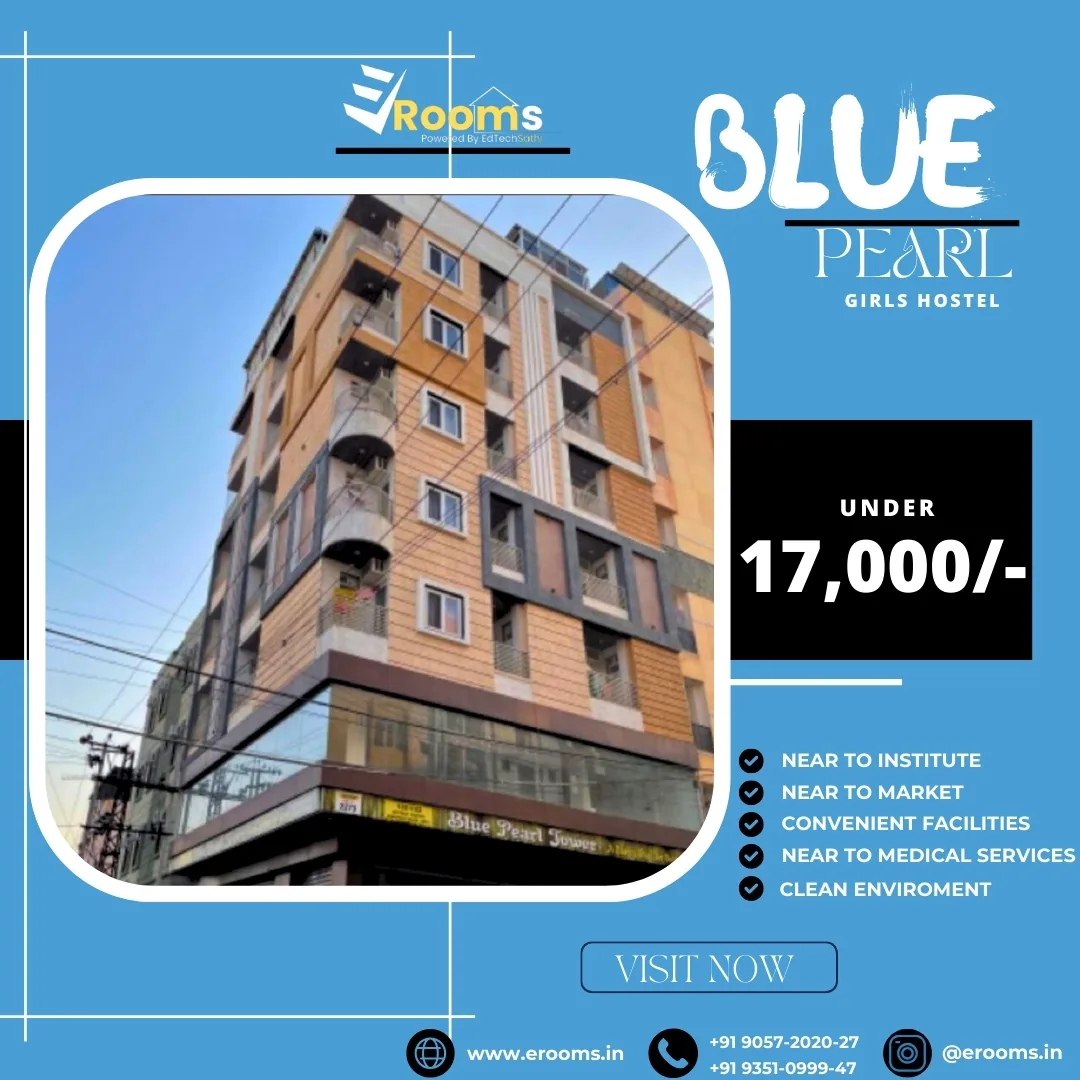 ERooms
Powered By EdTechSathi
BLUE
PEARL
GIRLS HOSTEL
UNDER
17,000/-
Blue Pearl Tower
NEAR TO INSTITUTE
NEAR TO MARKET
CONVENIENT FACILITIES
NEAR TO MEDICAL SERVICES
CLEAN ENVIROMENT
VISIT NOW
www.erooms.in
+91 9057-2020-27
+91 9351-0999-47
@erooms.in